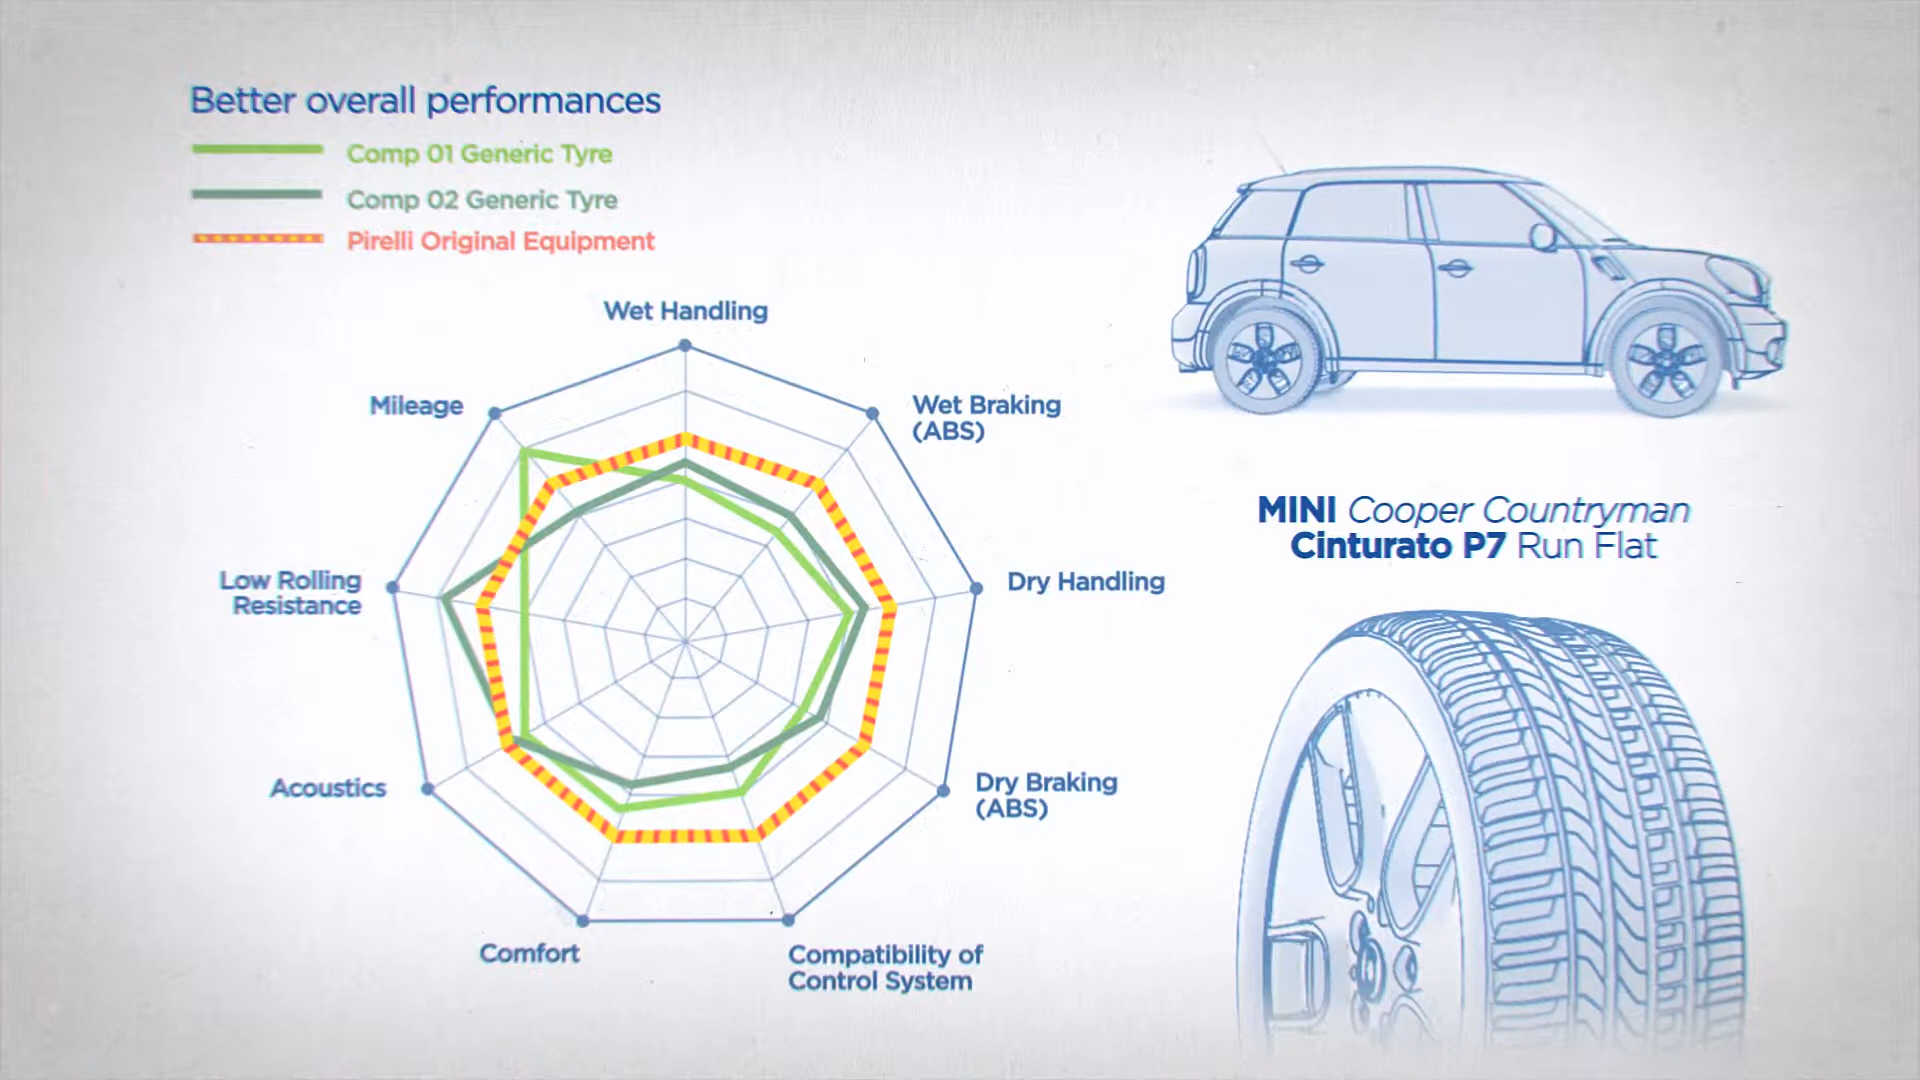 Better overall performances
Comp 01 Generic Tyre
Comp 02 Generic Tyre
Pirelli Original Equipment
Wet Handling
Mileage
Wet Braking
(ABS)
Low Rolling
Resistance
Dry Handling
Acoustics
Dry Braking
(ABS)
Comfort
Compatibility of
Control System
MINI Cooper Countryman
Cinturato P7 Run Flat